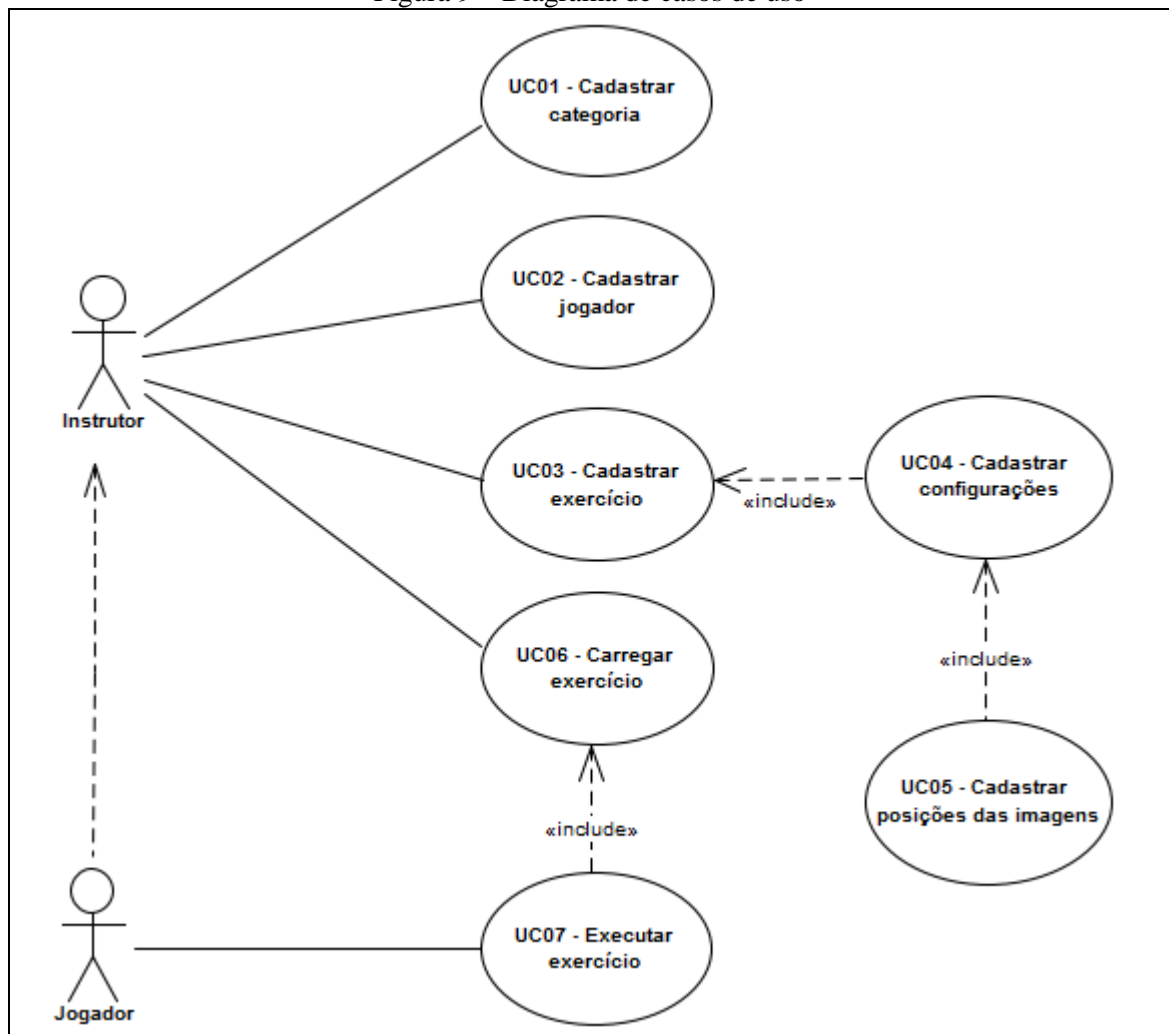 Figura 9 – Diagrama de casos de uso
UC01 - Cadastrar
categoria
UC02 - Cadastrar
jogador
Instrutor
UC03 - Cadastrar
exercício
«include»
UC04 - Cadastrar
configurações
UC06 - Carregar
exercício
«include»
UC05 - Cadastrar
posições das imagens
«include»
UC07 - Executar
exercício
Jogador